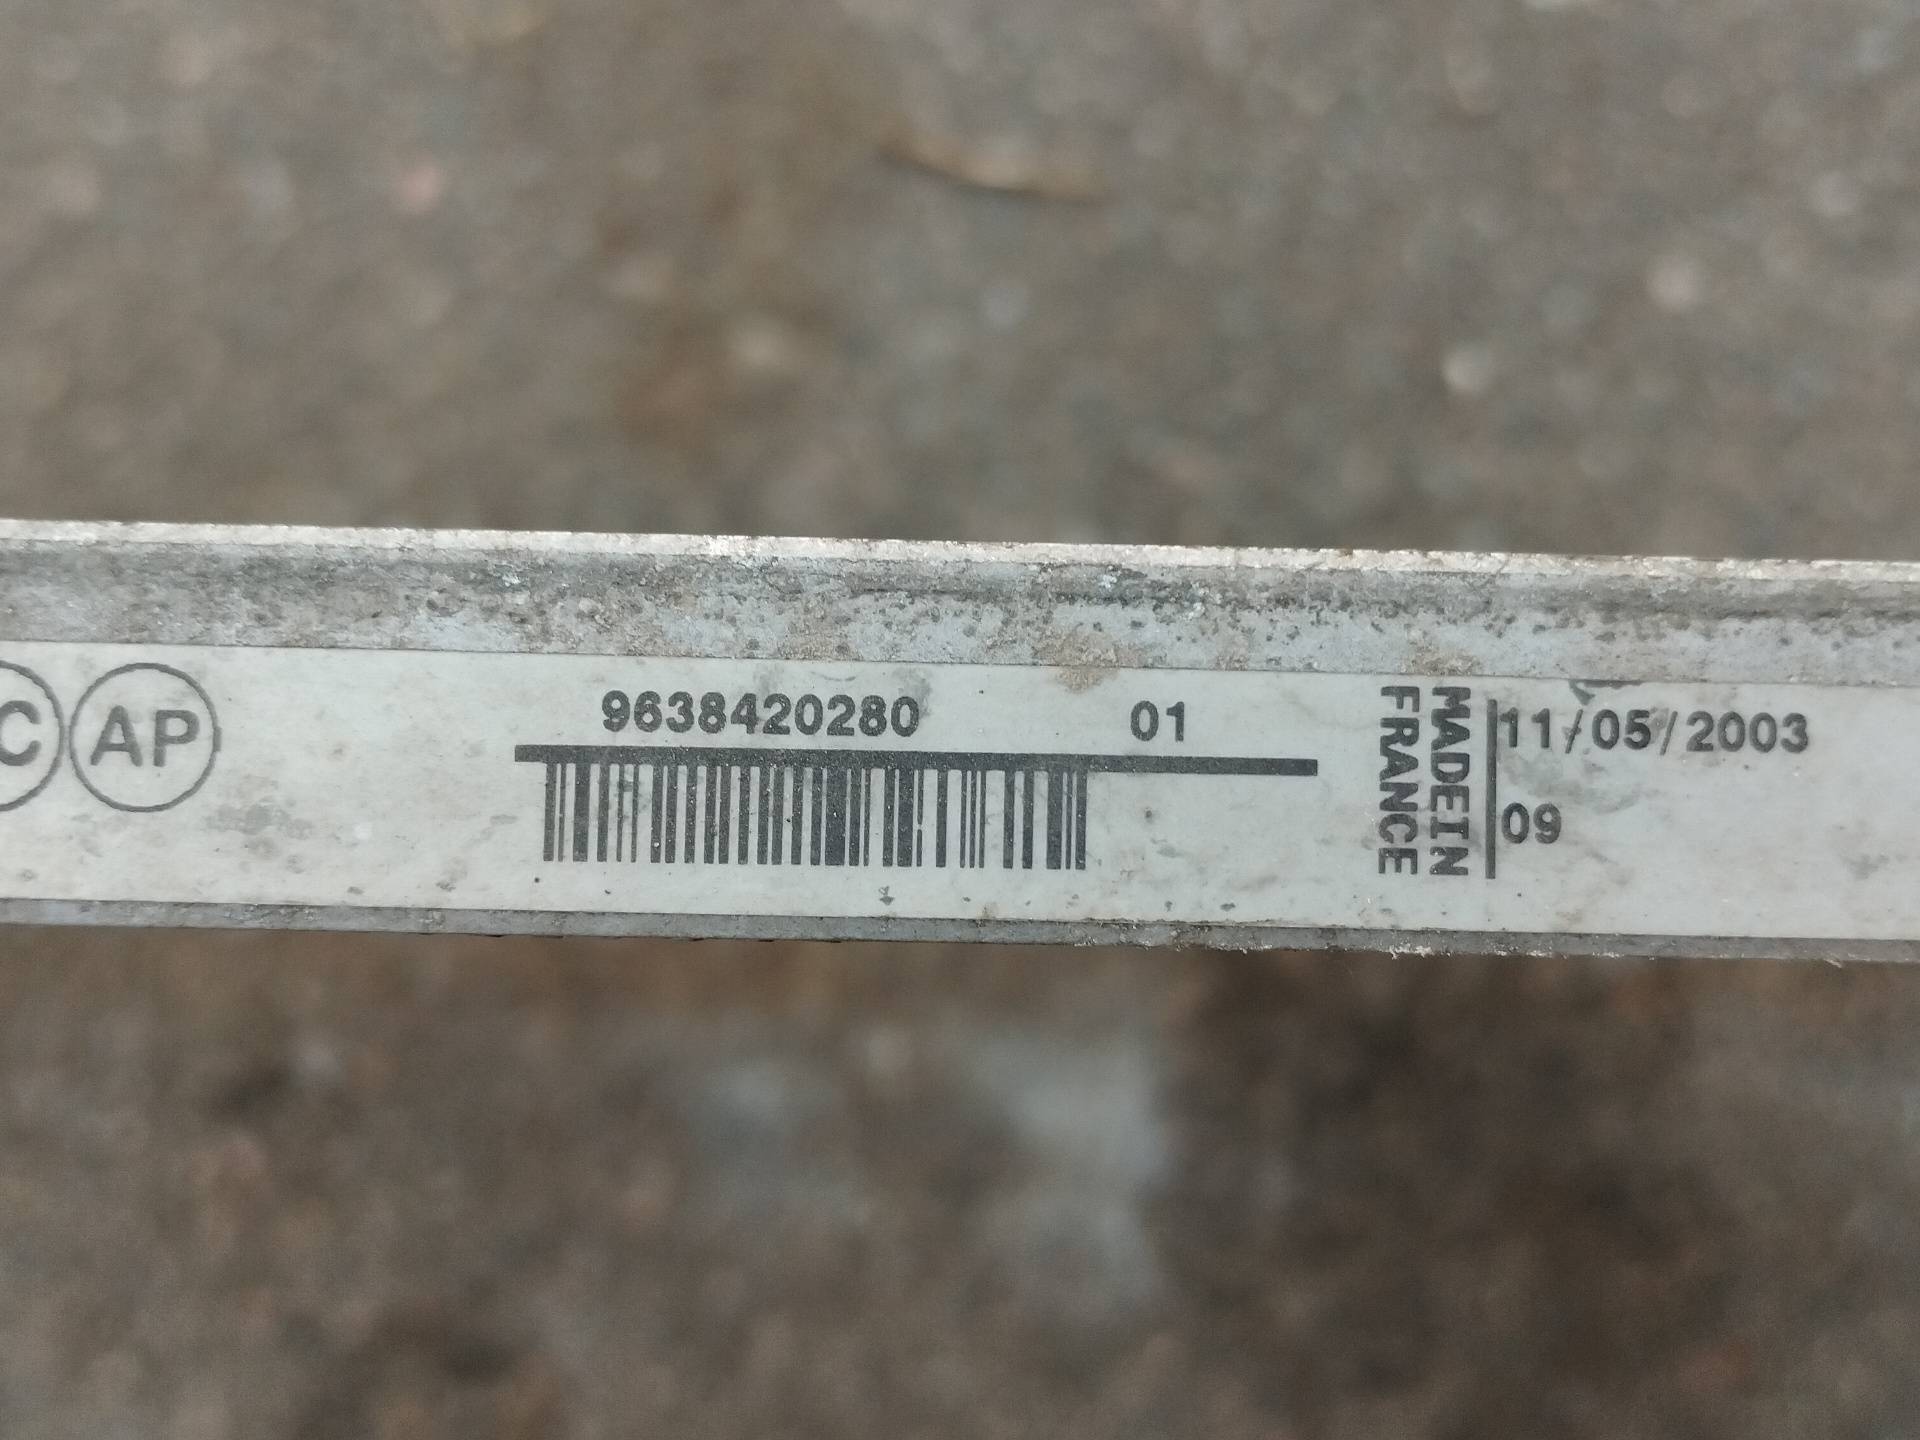 C AP
9638420280 01
MADE IN
FRANCE
11/05/2003
09